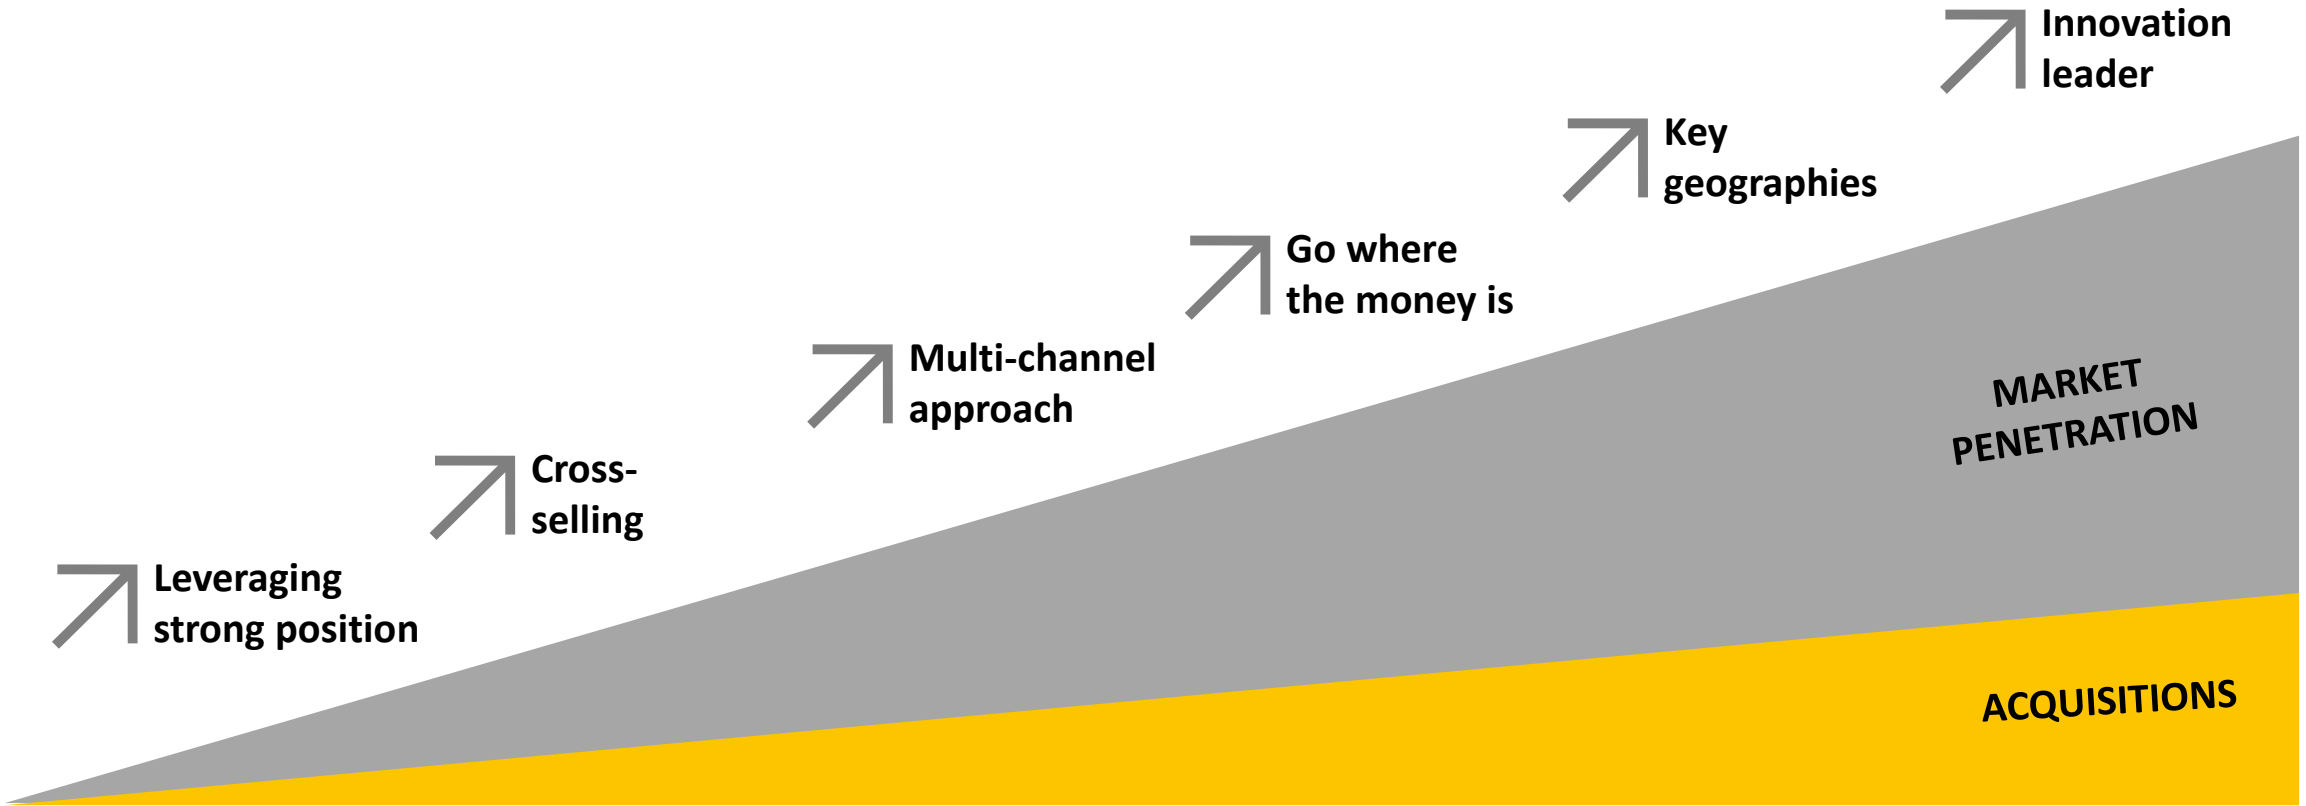 Innovation
leader
Key
geographies
Go where
the money is
Multi-channel
approach
Cross-
selling
Leveraging
strong position
MARKET
PENETRATION
ACQUISITIONS